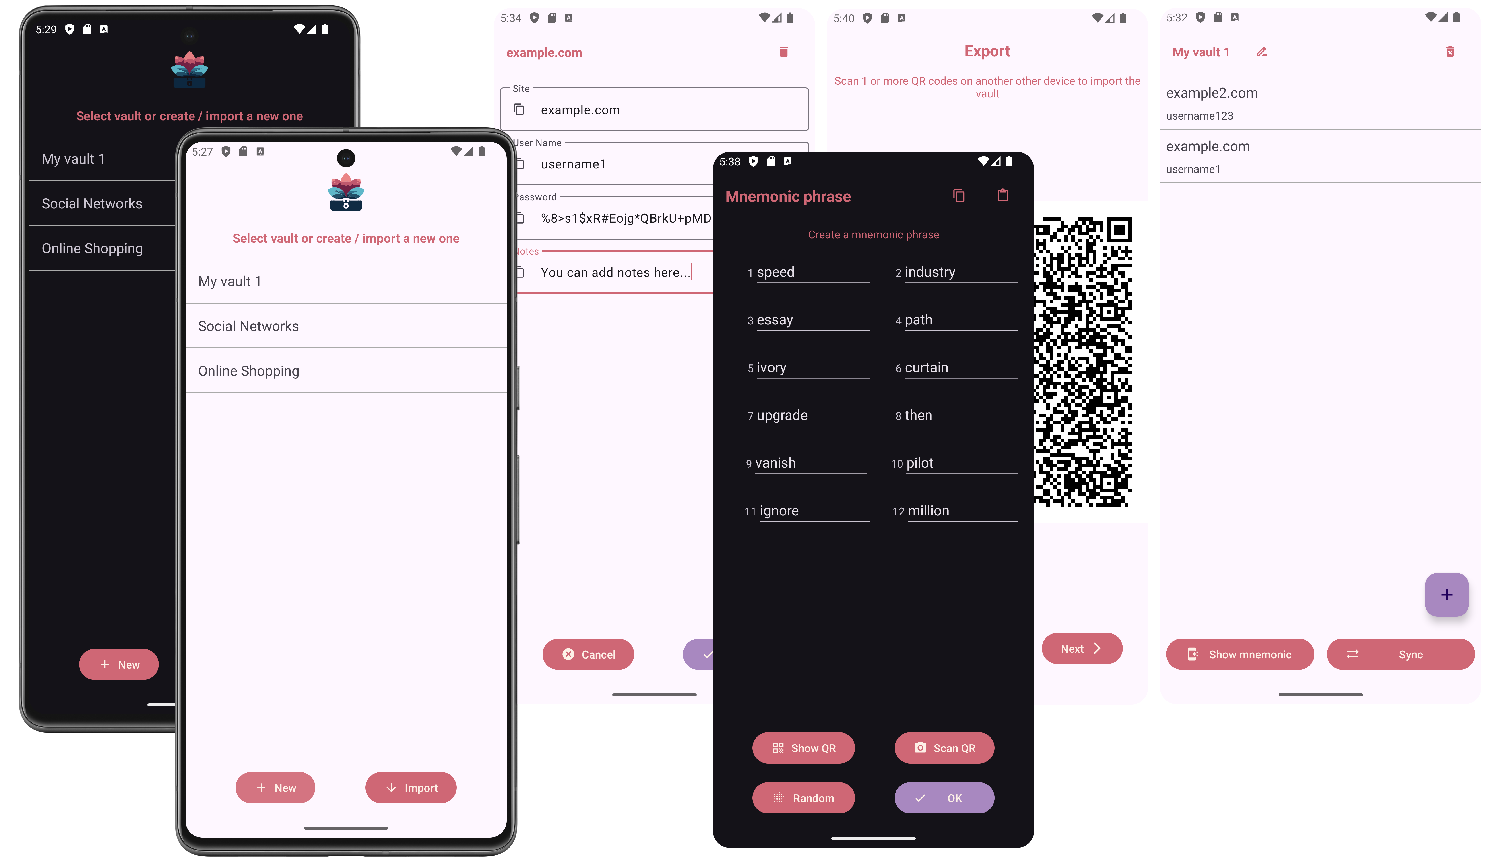 5:29
Select vault or create / import a new one
My vault 1
Social Networks
Online Shopping
New
5:27
Select vault or create / import a new one
My vault 1
Social Networks
Online Shopping
New
Import
5:34
example.com
Site
example.com
User Name
username1
Password
%8>s1$xR#Eojg*QBrkU+pMD
Notes
You can add notes here...
Cancel
5:38
Mnemonic phrase
Create a mnemonic phrase
1 speed
2 industry
3 essay
4 path
5 ivory
6 curtain
7 upgrade
8 then
9 vanish
10 pilot
11 ignore
12 million
Show QR
Scan QR
Random
OK
5:40
Export
Scan 1 or more QR codes on another other device to import the
vault
Next
5:32
My vault 1
example2.com
username123
example.com
username1
+
Show mnemonic
Sync